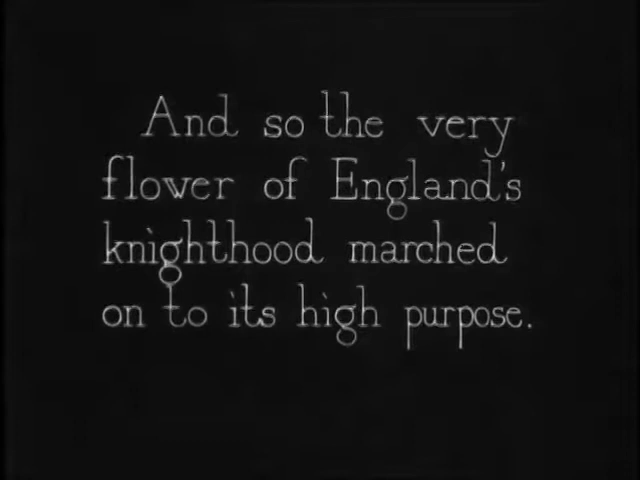 And so the very
flower of England's
knighthood marched
on to its high purpose.